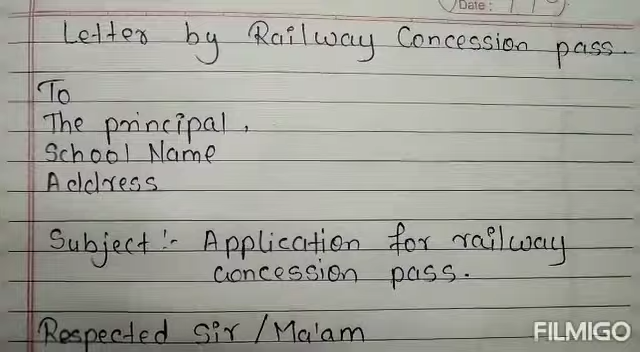 Date:
Letter by Railway Concession pass.
To
The principal,
School Name
Address
Subject :- Application for railway
concession pass.
Respected Sir / Ma'am
FILMIGO